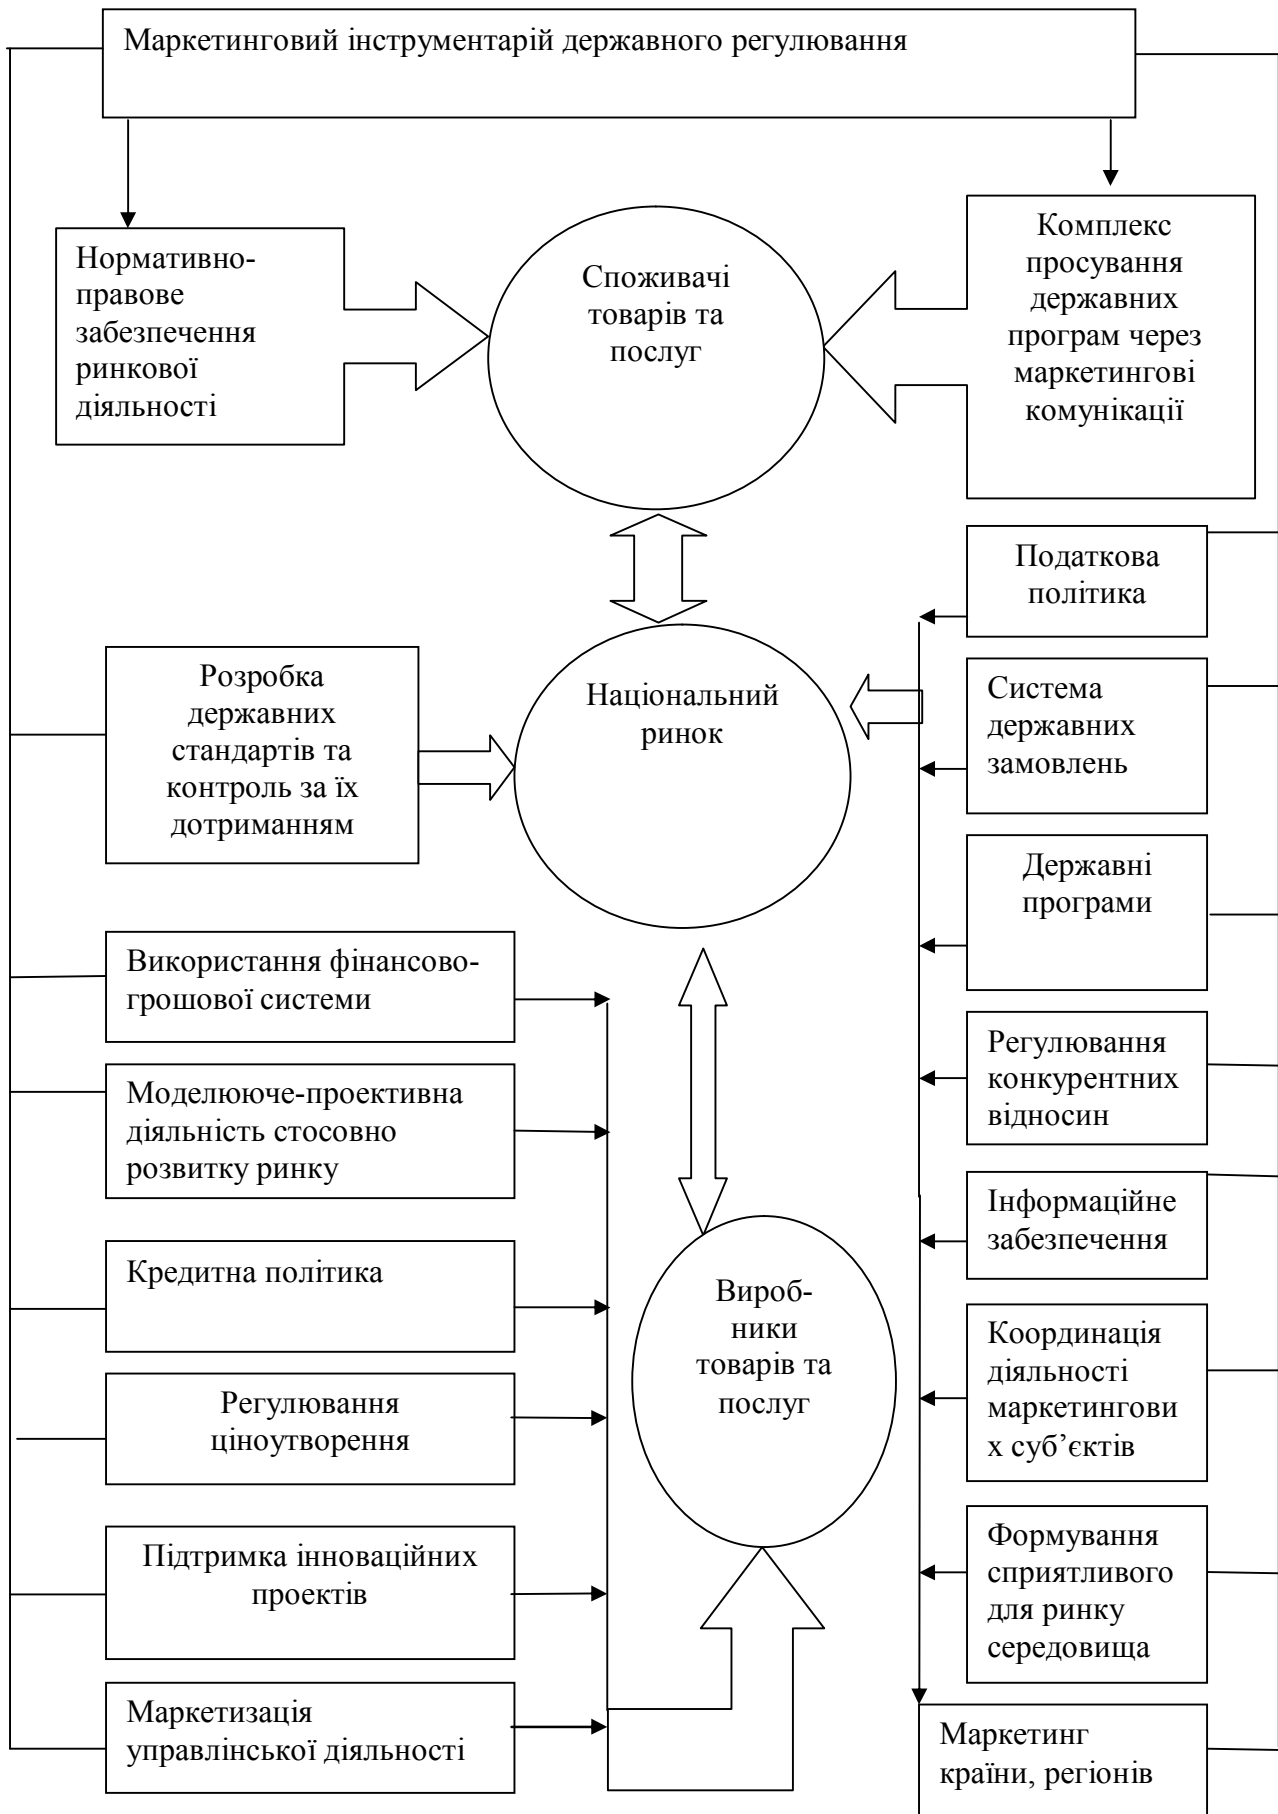 Маркетинговий інструментарій державного регулювання
Нормативно-
правове
забезпечення
ринкової
діяльності
Споживачі
товарів та
послуг
Комплекс
просування
державних
програм через
маркетингові
комунікації
Податкова
політика
Розробка
державних
стандартів та
контроль за їх
дотриманням
Національний
ринок
Система
державних
замовлень
Державні
програми
Використання фінансово-
грошової системи
Регулювання
конкурентних
відносин
Моделююче-проективна
діяльність стосовно
розвитку ринку
Інформаційне
забезпечення
Кредитна політика
Вироб-
ники
товарів та
послуг
Координація
діяльності
маркетингови
х суб’єктів
Регулювання
ціноутворення
Формування
сприятливого
для ринку
середовища
Підтримка інноваційних
проектів
Маркетизація
управлінської діяльності
Маркетинг
країни, регіонів